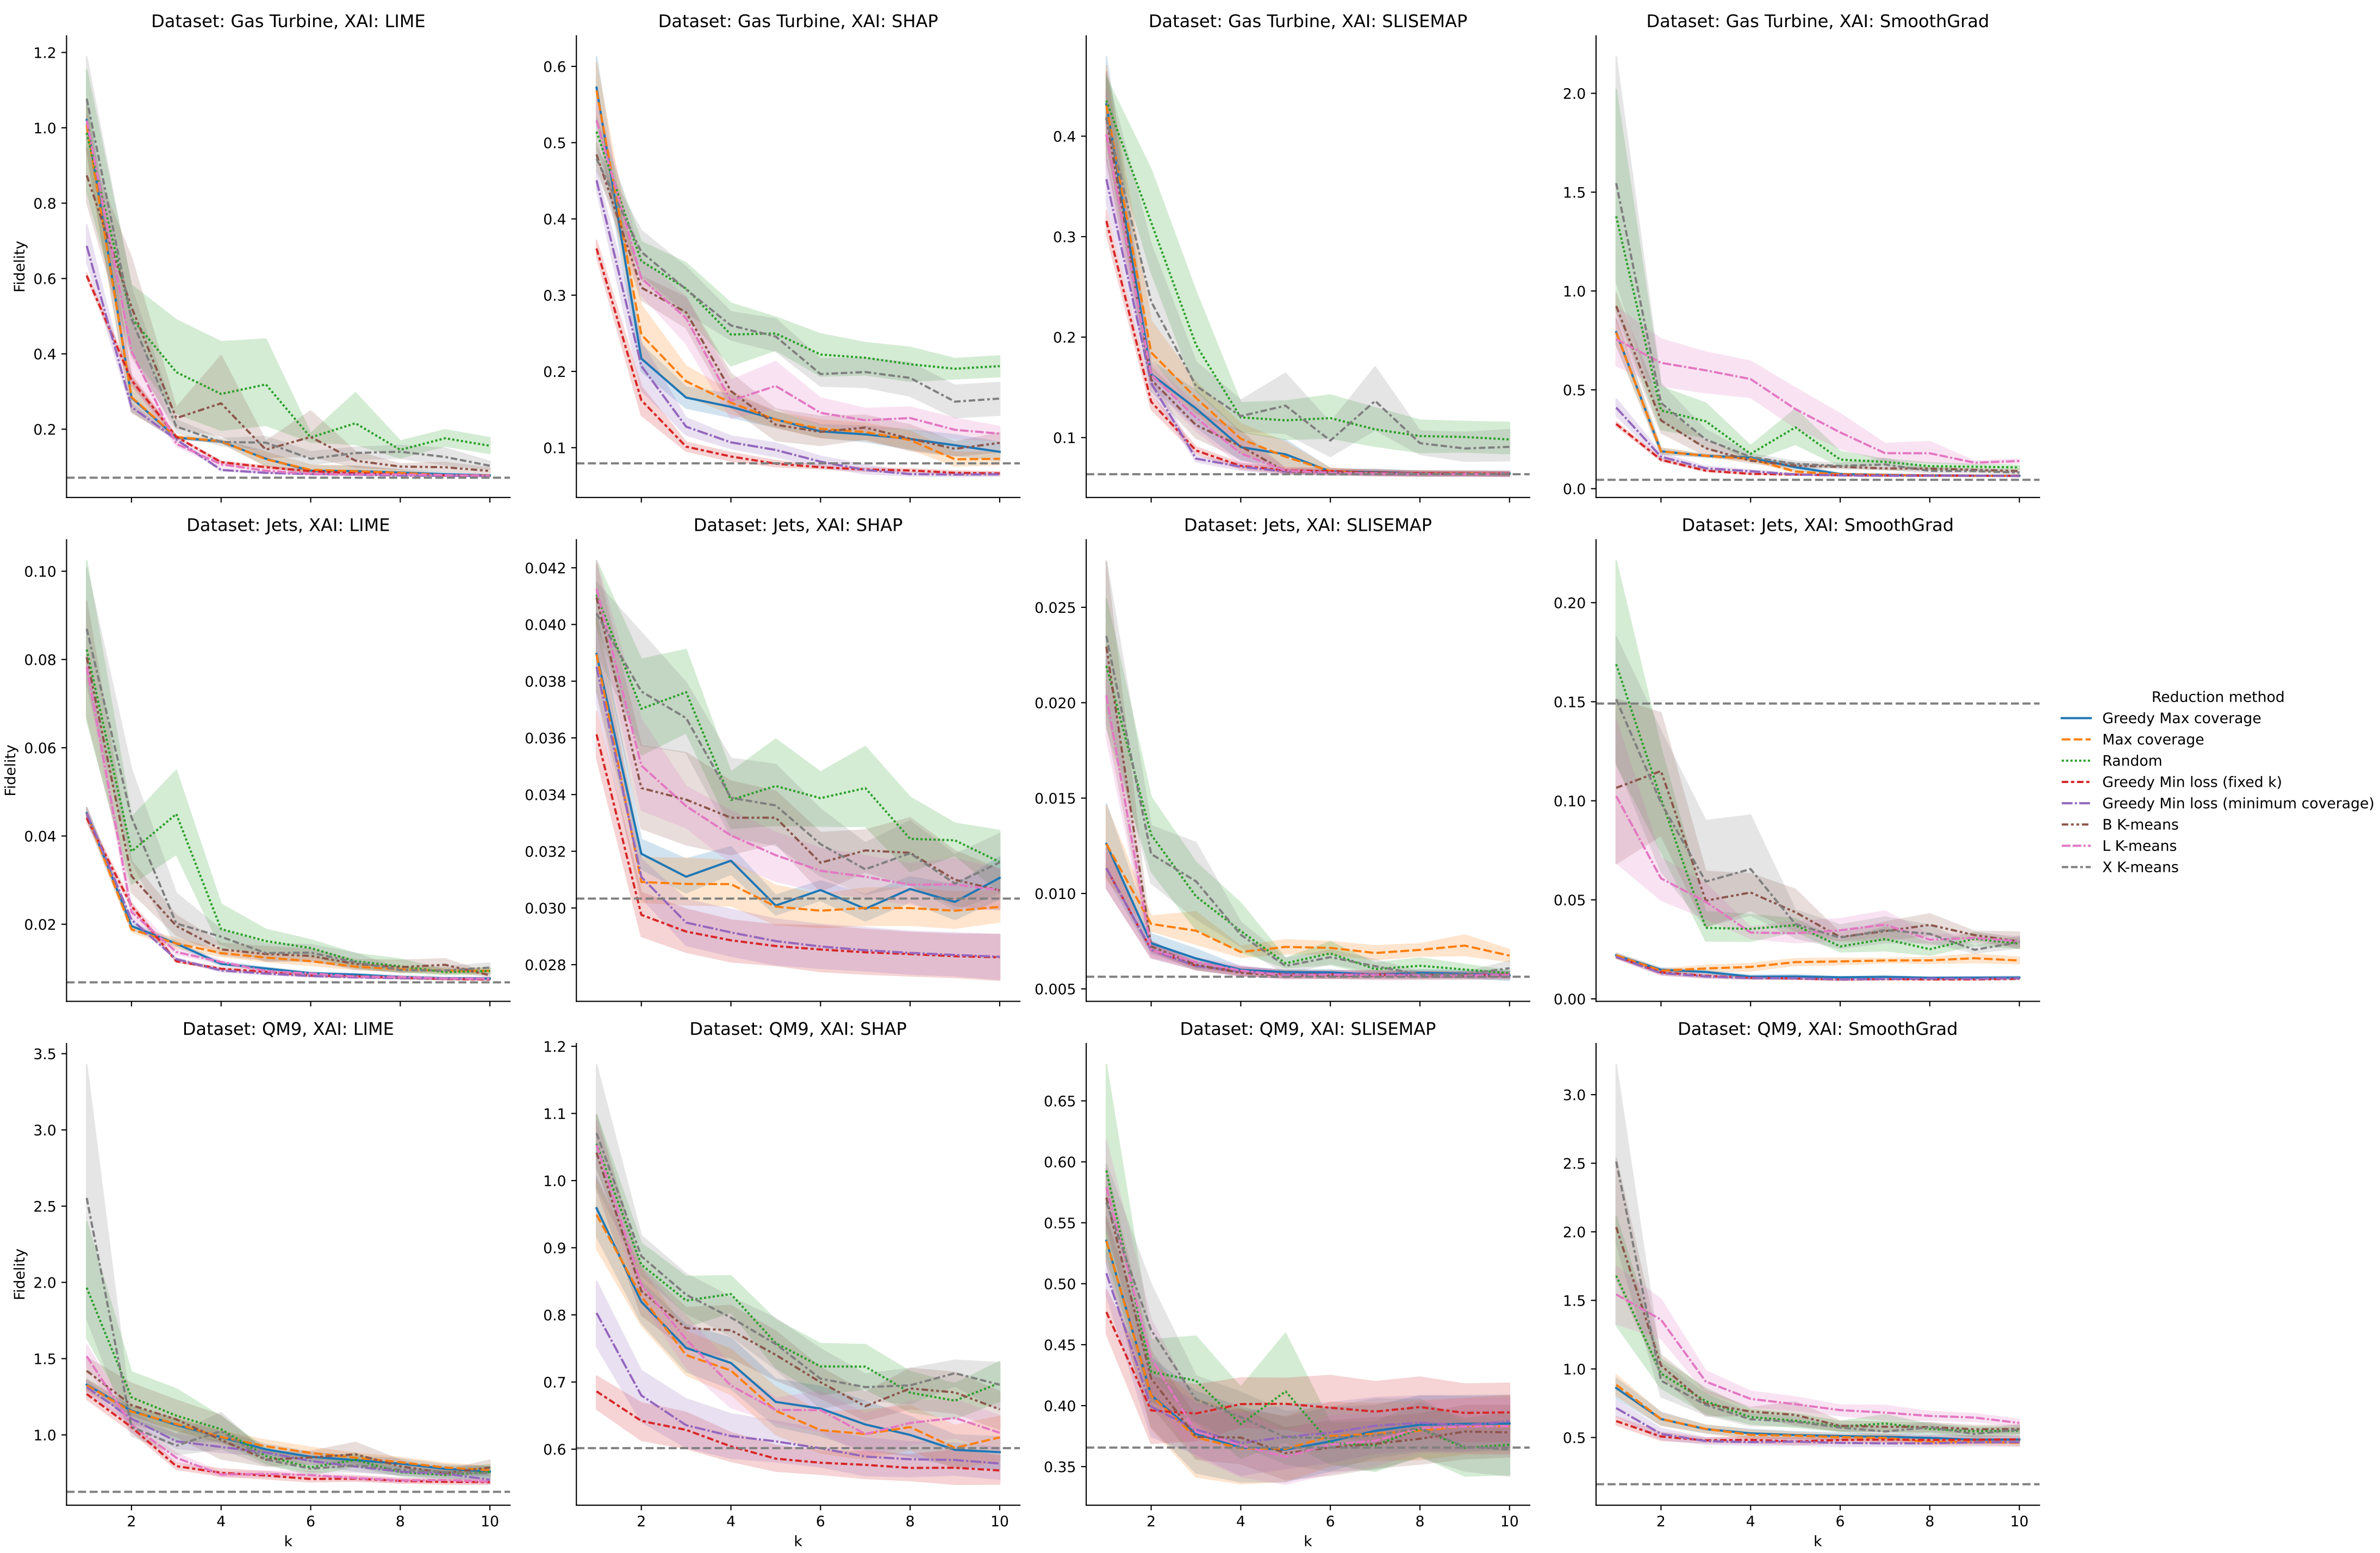 Dataset: Gas Turbine, XAI: LIME
Dataset: Gas Turbine, XAI: SHAP
Dataset: Gas Turbine, XAI: SLISEMAP
Dataset: Gas Turbine, XAI: SmoothGrad
Fidelity
1.2
1.0
0.8
0.6
0.4
0.2
0.6
0.5
0.4
0.3
0.2
0.1
0.4
0.3
0.2
0.1
2.0
1.5
1.0
0.5
0.0
Dataset: Jets, XAI: LIME
Dataset: Jets, XAI: SHAP
Dataset: Jets, XAI: SLISEMAP
Dataset: Jets, XAI: SmoothGrad
Fidelity
0.10
0.08
0.06
0.04
0.02
0.042
0.040
0.038
0.036
0.034
0.032
0.030
0.028
0.025
0.020
0.015
0.010
0.005
0.20
0.15
0.10
0.05
0.00
Reduction method
Greedy Max coverage
Max coverage
Random
Greedy Min loss (fixed k)
Greedy Min loss (minimum coverage)
B K-means
L K-means
X K-means
Dataset: QM9, XAI: LIME
Dataset: QM9, XAI: SHAP
Dataset: QM9, XAI: SLISEMAP
Dataset: QM9, XAI: SmoothGrad
Fidelity
3.5
3.0
2.5
2.0
1.5
1.0
1.2
1.1
1.0
0.9
0.8
0.7
0.6
0.65
0.60
0.55
0.50
0.45
0.40
0.35
3.0
2.5
2.0
1.5
1.0
0.5
2 4 6 8 10
2 4 6 8 10
2 4 6 8 10
2 4 6 8 10
k
k
k
k